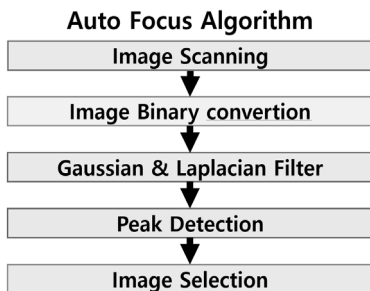 Auto Focus Algorithm
Image Scanning
Image Binary convertion
Gaussian & Laplacian Filter
Peak Detection
Image Selection